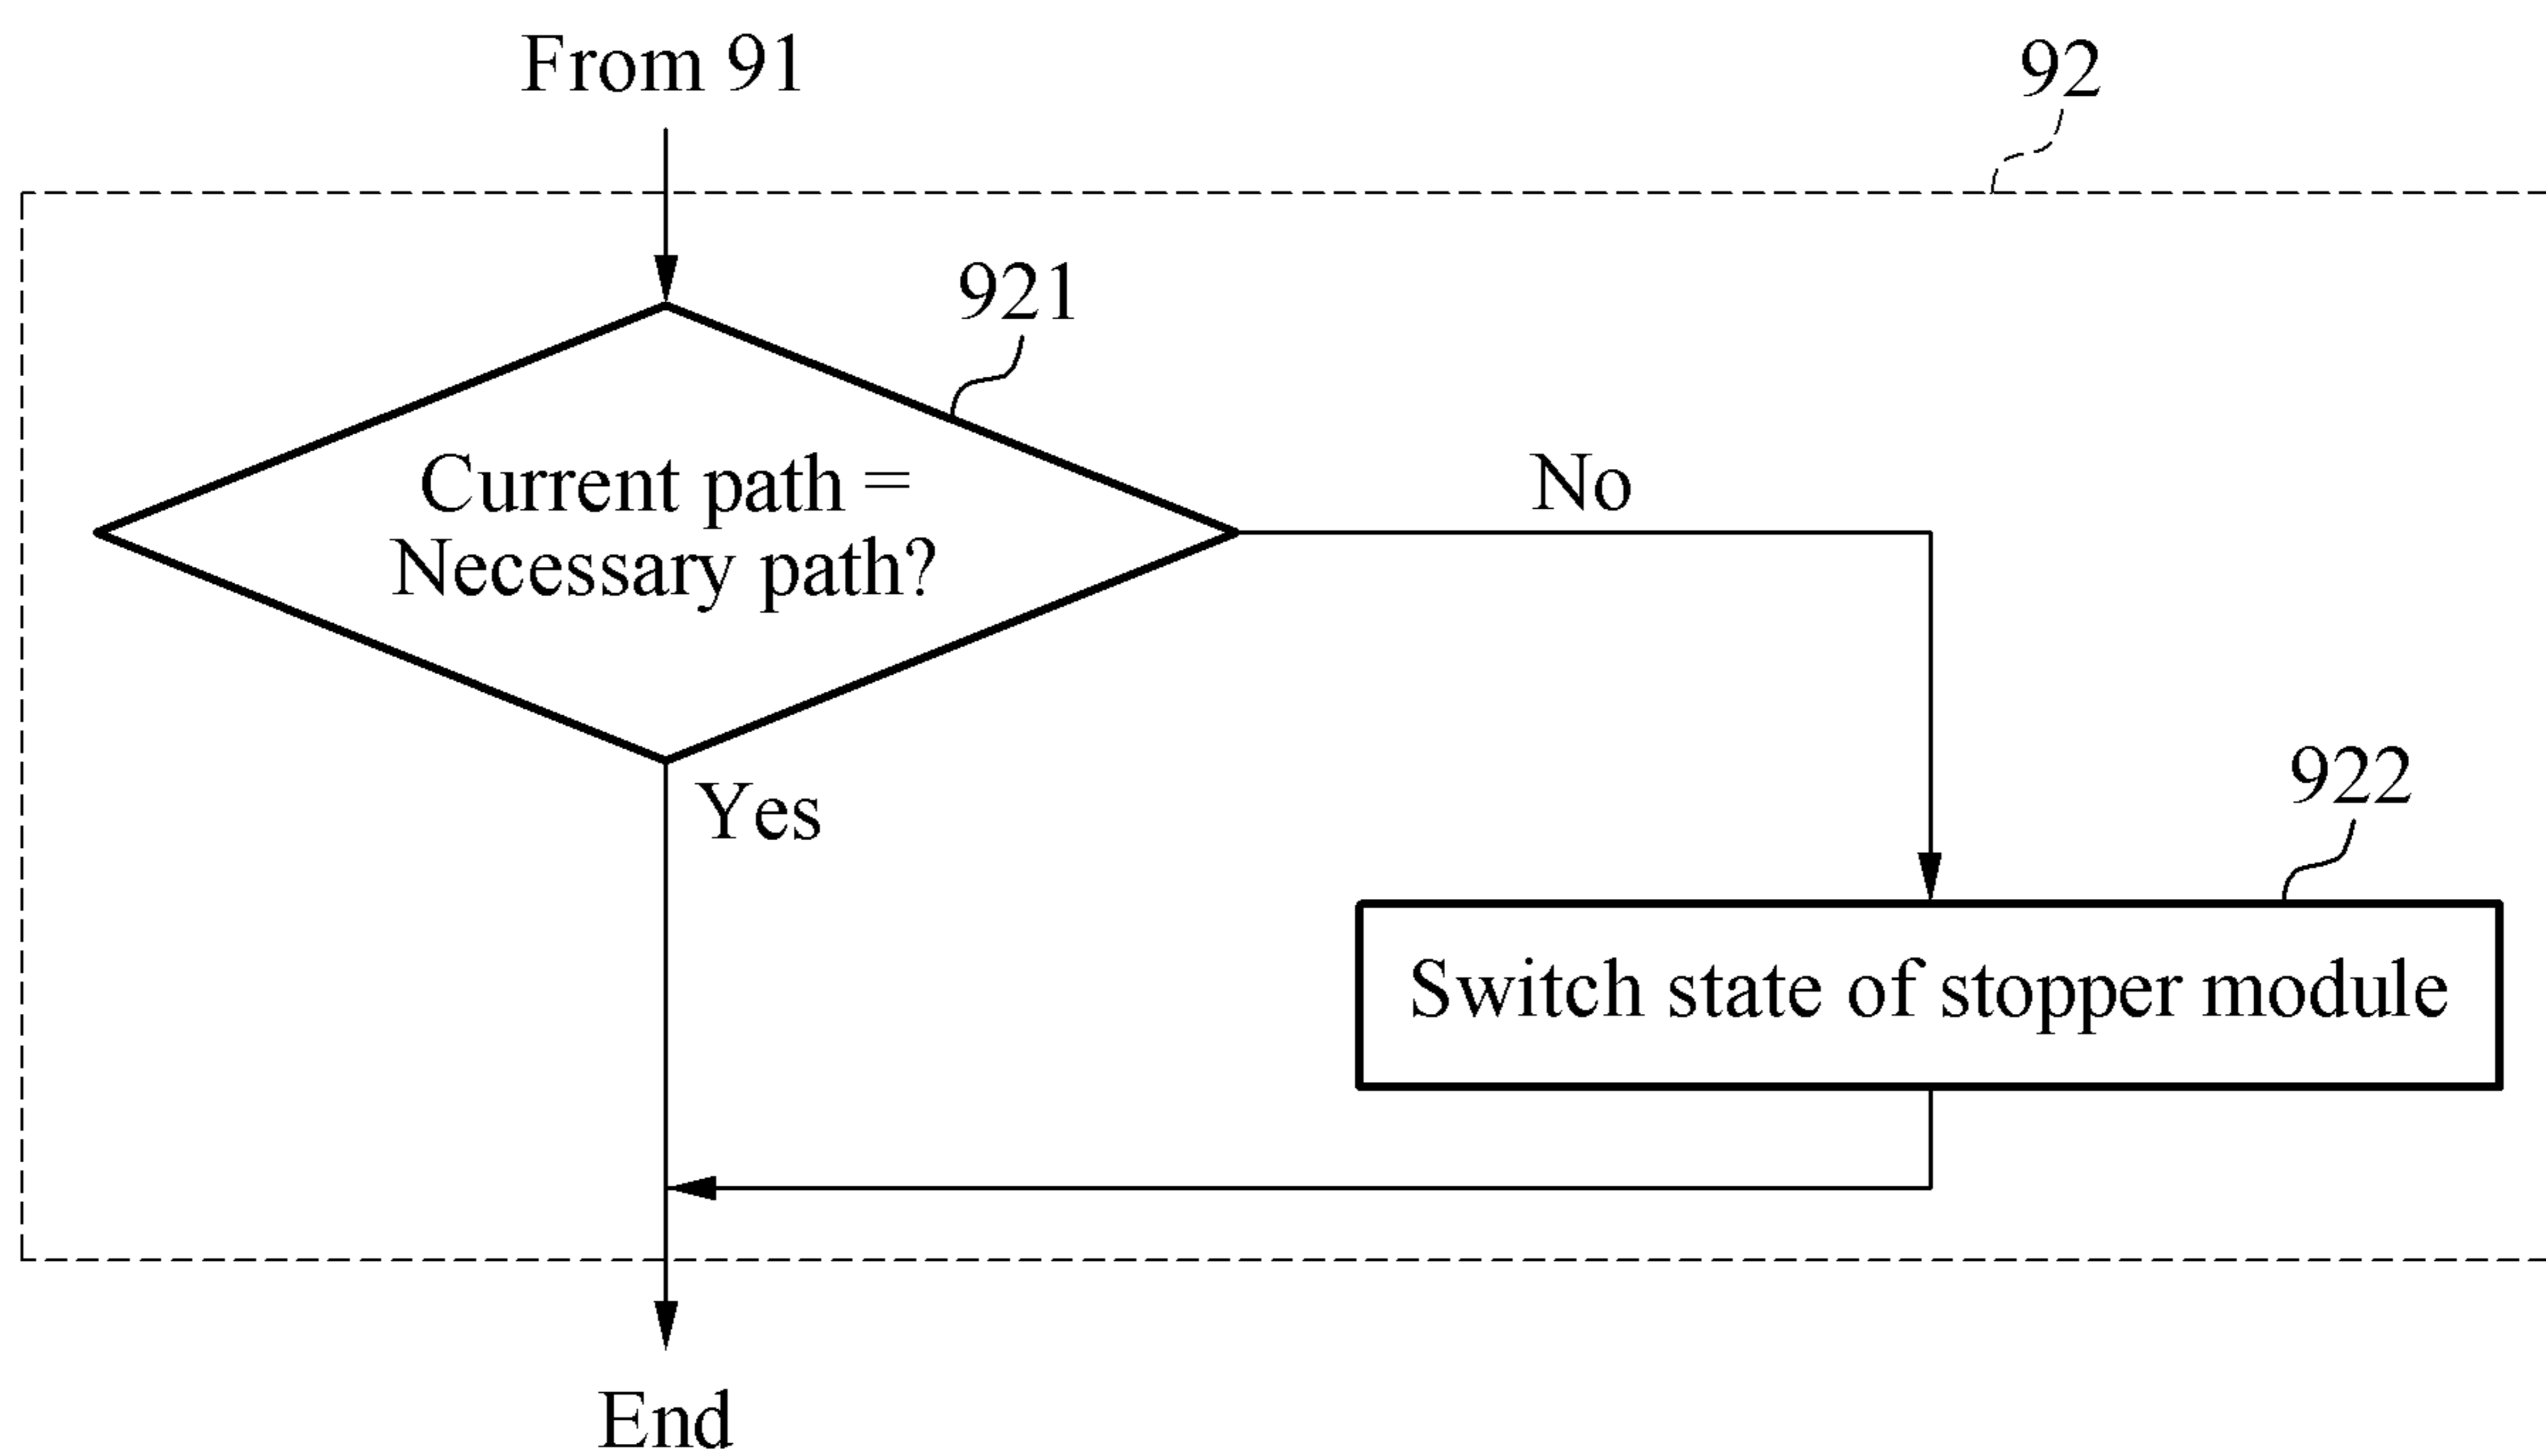 From 91
92
921
Current path =
Necessary path?
No
Yes
922
Switch state of stopper module
End